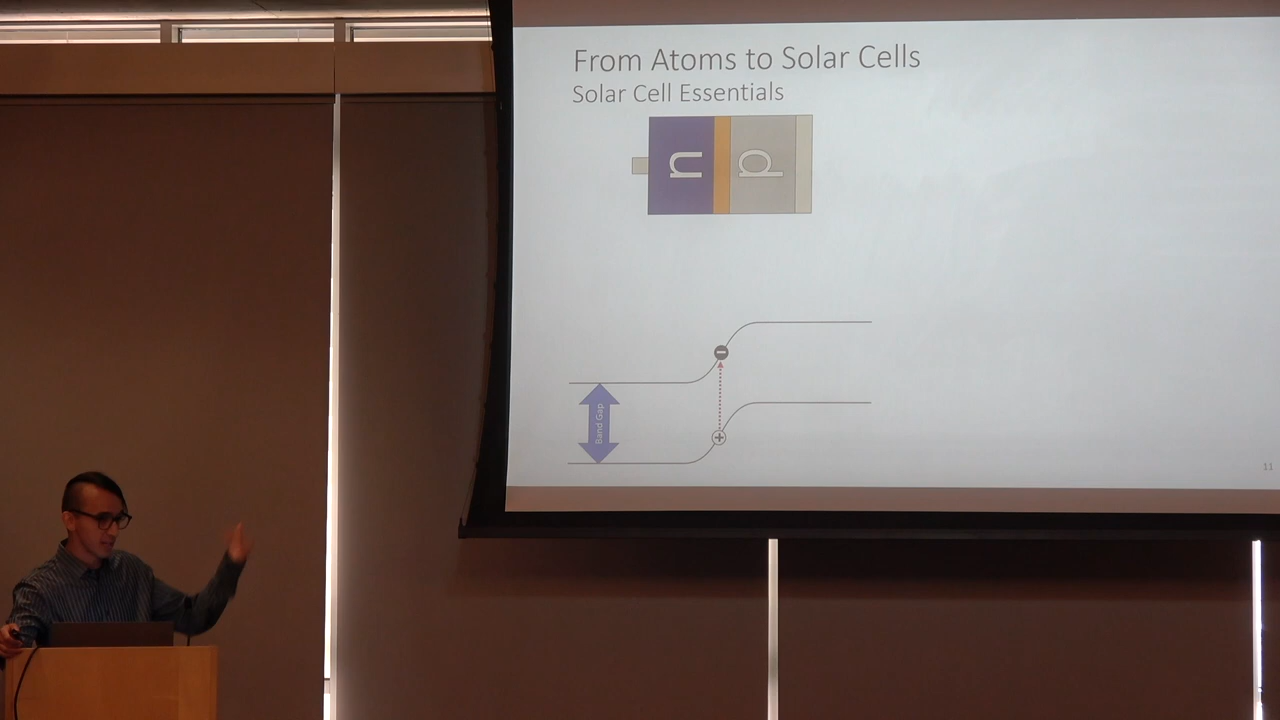 From Atoms to Solar Cells
Solar Cell Essentials
n p
Band Gap
11